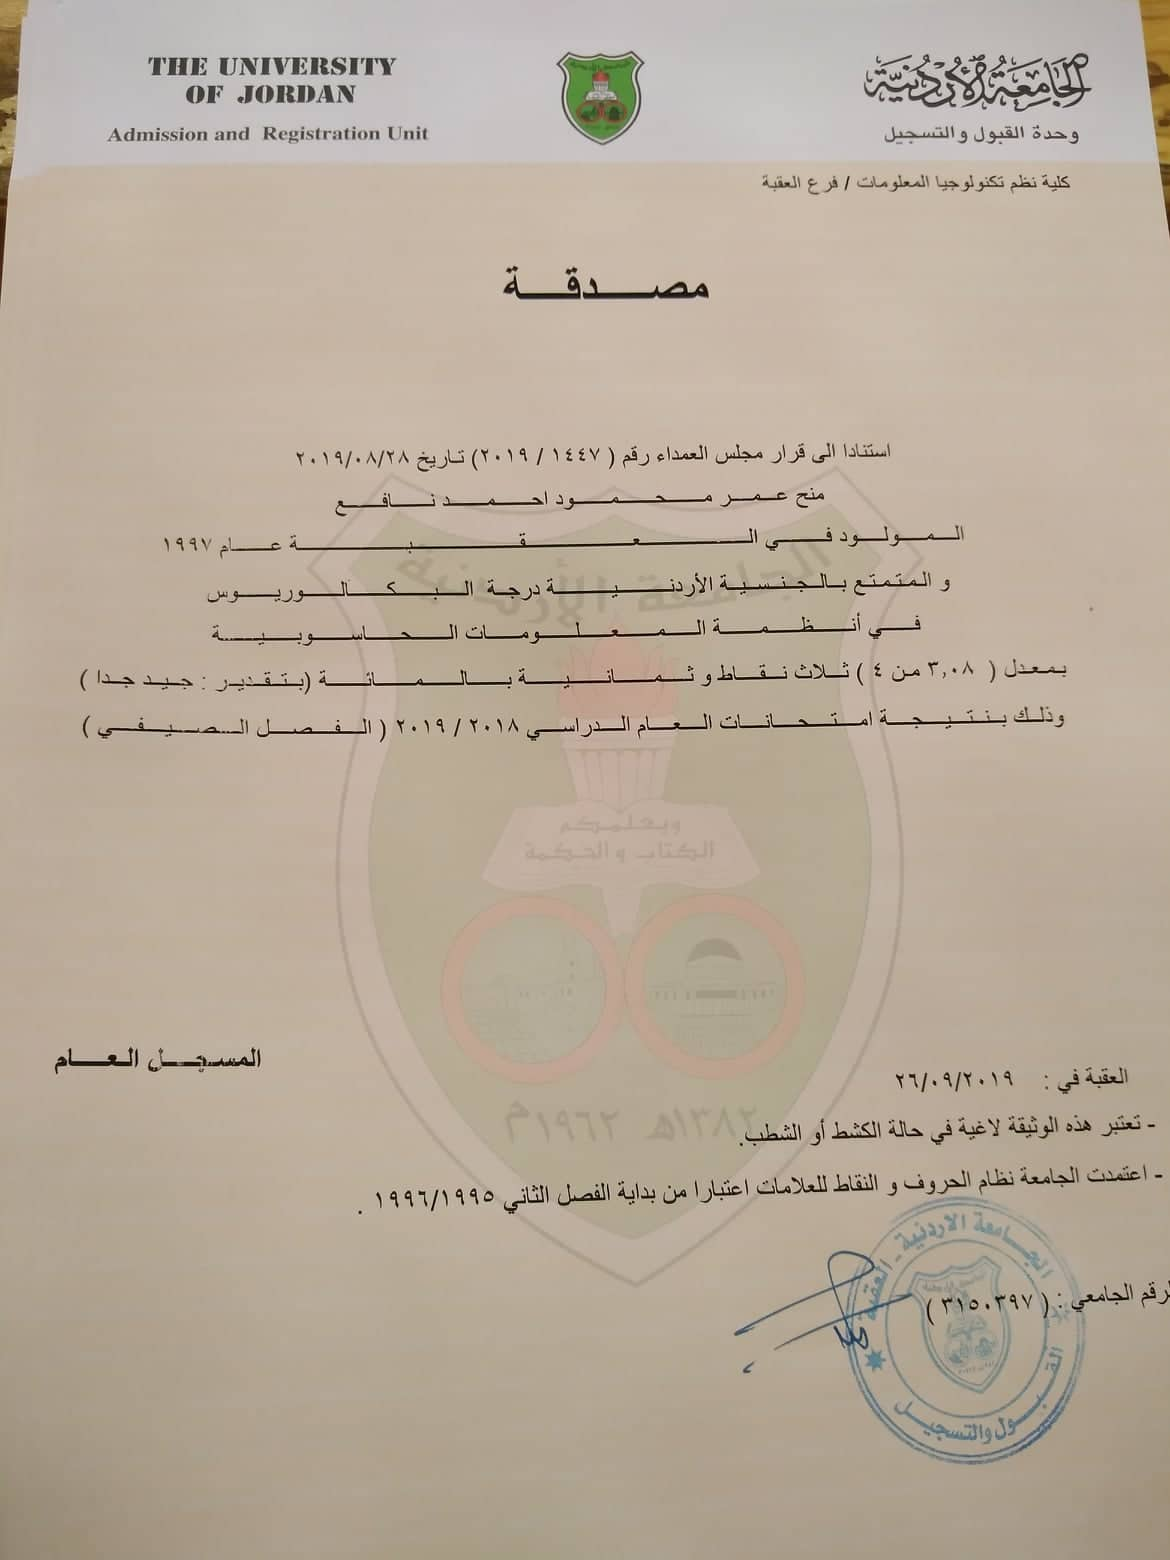 THE UNIVERSITY
OF JORDAN
Admission and Registration Unit
الجامعة الأردنية
وحدة القبول والتسجيل
كلية نظم تكنولوجيا المعلومات / فرع العقبة
مصدقة
استنادا الى قرار مجلس العمداء رقم ( ١٤٤٧ / ٢٠١٩) تاريخ ٢٠١٩/٠٨/٢٨
منح عمر محمود احمد نافع
المولود في العقبة عام ١٩٩٧
و المتمتع بالجنسية الأردنية درجة البكالوريوس
في أنظمة المعلومات الحاسوبية
بمعدل ( ٣,٠٨ من ٤ ) ثلاث نقاط و ثمانية بالمائة (بتقدير : جيد جدا )
وذلك بنتيجة امتحانات العام الدراسي ٢٠١٨ / ٢٠١٩ ( الفصل الصيفي )
ويعلمكم
الكتاب والحكمة
المسجل العام
العقبة في : ٢٦/٠٩/٢٠١٩
١٣٨٢هـ ١٩٦٢م
- تعتبر هذه الوثيقة لاغية في حالة الكشط أو الشطب.
- اعتمدت الجامعة نظام الحروف و النقاط للعلامات اعتبارا من بداية الفصل الثاني ١٩٩٦/١٩٩٥ .
الجامعة الاردنية - العقبة
لرقم الجامعي : ( ٣١٥٠٣٩٧ )
القبول والتسجيل